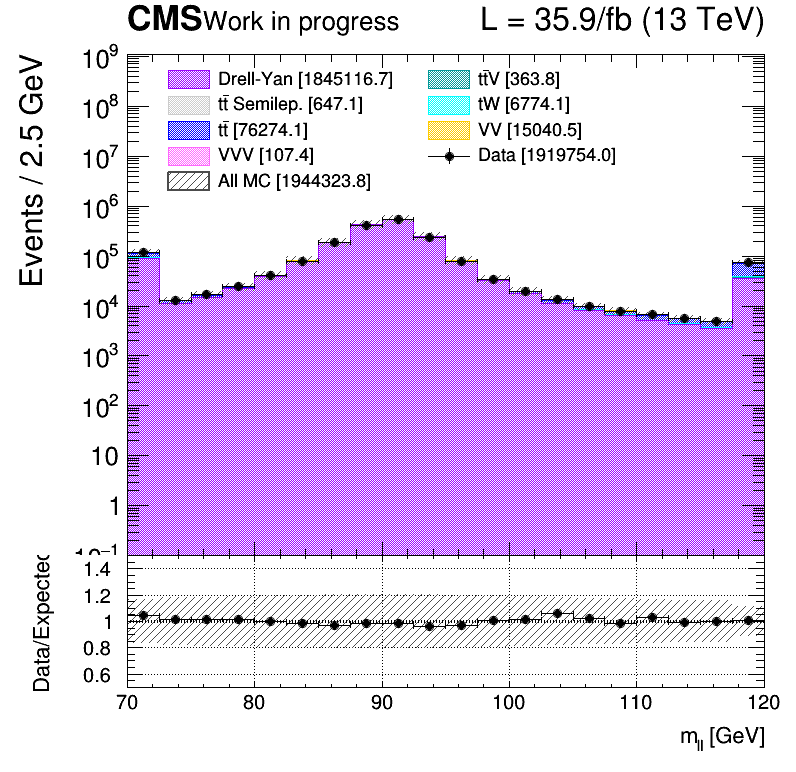 CMS Work in progress L = 35.9/fb (13 TeV)
Events / 2.5 GeV
10⁹
10⁸
10⁷
10⁶
10⁵
10⁴
10³
10²
10
1
10⁻¹
Drell-Yan [1845116.7]
tt̄V [363.8]
tt̄ Semilep. [647.1]
tW [6774.1]
tt̄ [76274.1]
VV [15040.5]
VVV [107.4]
Data [1919754.0]
All MC [1944323.8]
Data/Expected
1.4
1.2
1
0.8
0.6
70 80 90 100 110 120
m_ll [GeV]